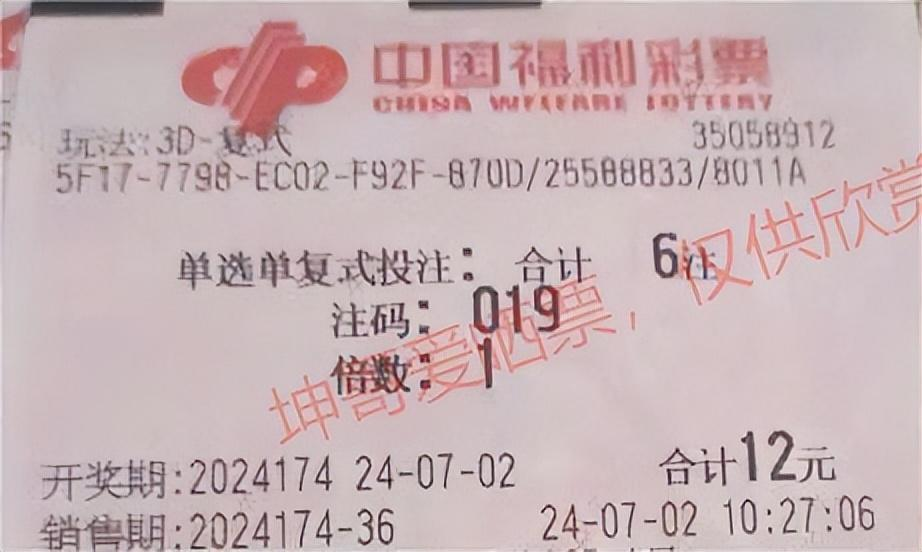 中国福利彩票
CHINA WELFARE LOTTERY
玩法:3D-复式 35058912
5F17-7798-EC02-F92F-870D/25588833/8011A
单选单复式投注: 合计 6注
注码: 019
倍数: 1
坤哥爱晒票,仅供欣赏
开奖期:2024174 24-07-02 合计12元
销售期:2024174-36 24-07-02 10:27:06